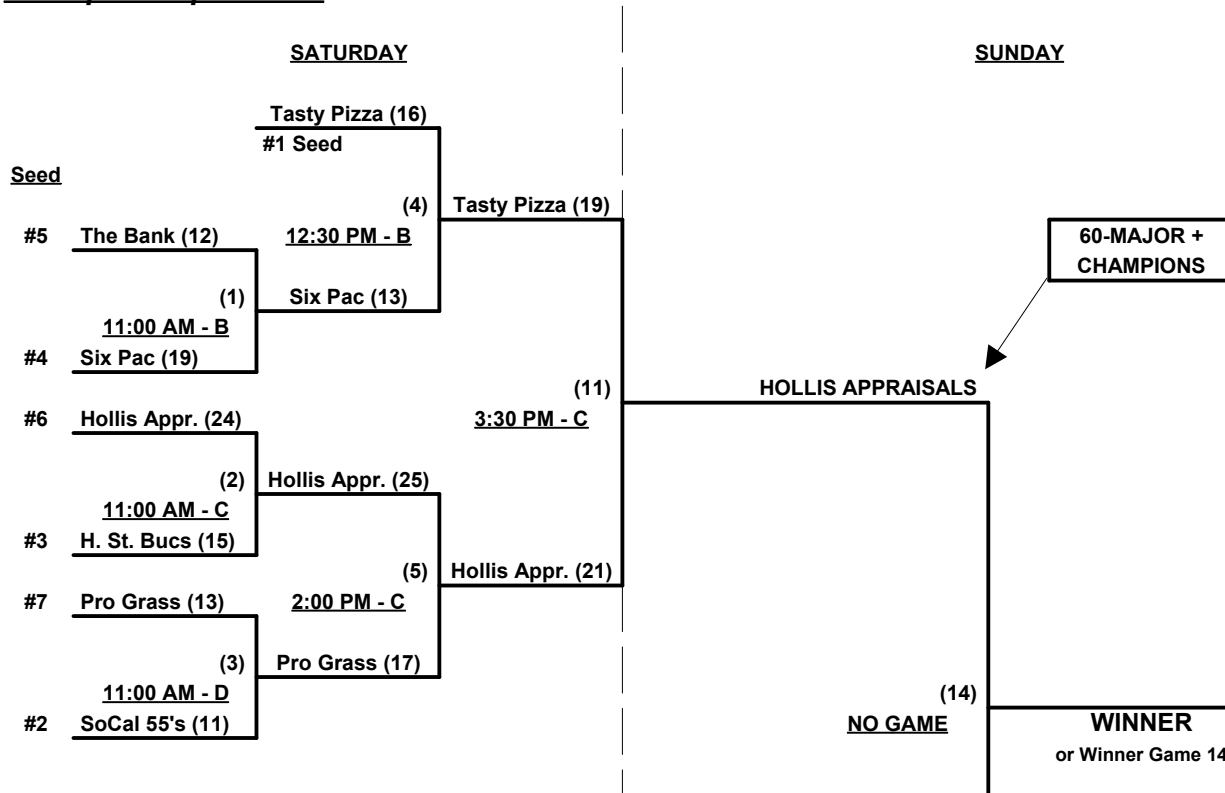 SATURDAY
SUNDAY
Tasty Pizza (16)
#1 Seed
Seed
(4)
Tasty Pizza (19)
#5
The Bank (12)
12:30 PM - B
60-MAJOR +
CHAMPIONS
(1)
Six Pac (13)
11:00 AM - B
#4
Six Pac (19)
(11)
HOLLIS APPRAISALS
#6
Hollis Appr. (24)
3:30 PM - C
(2)
Hollis Appr. (25)
11:00 AM - C
#3
H. St. Bucs (15)
(5)
Hollis Appr. (21)
#7
Pro Grass (13)
2:00 PM - C
(3)
Pro Grass (17)
11:00 AM - D
(14)
#2
SoCal 55's (11)
NO GAME
WINNER
or Winner Game 14